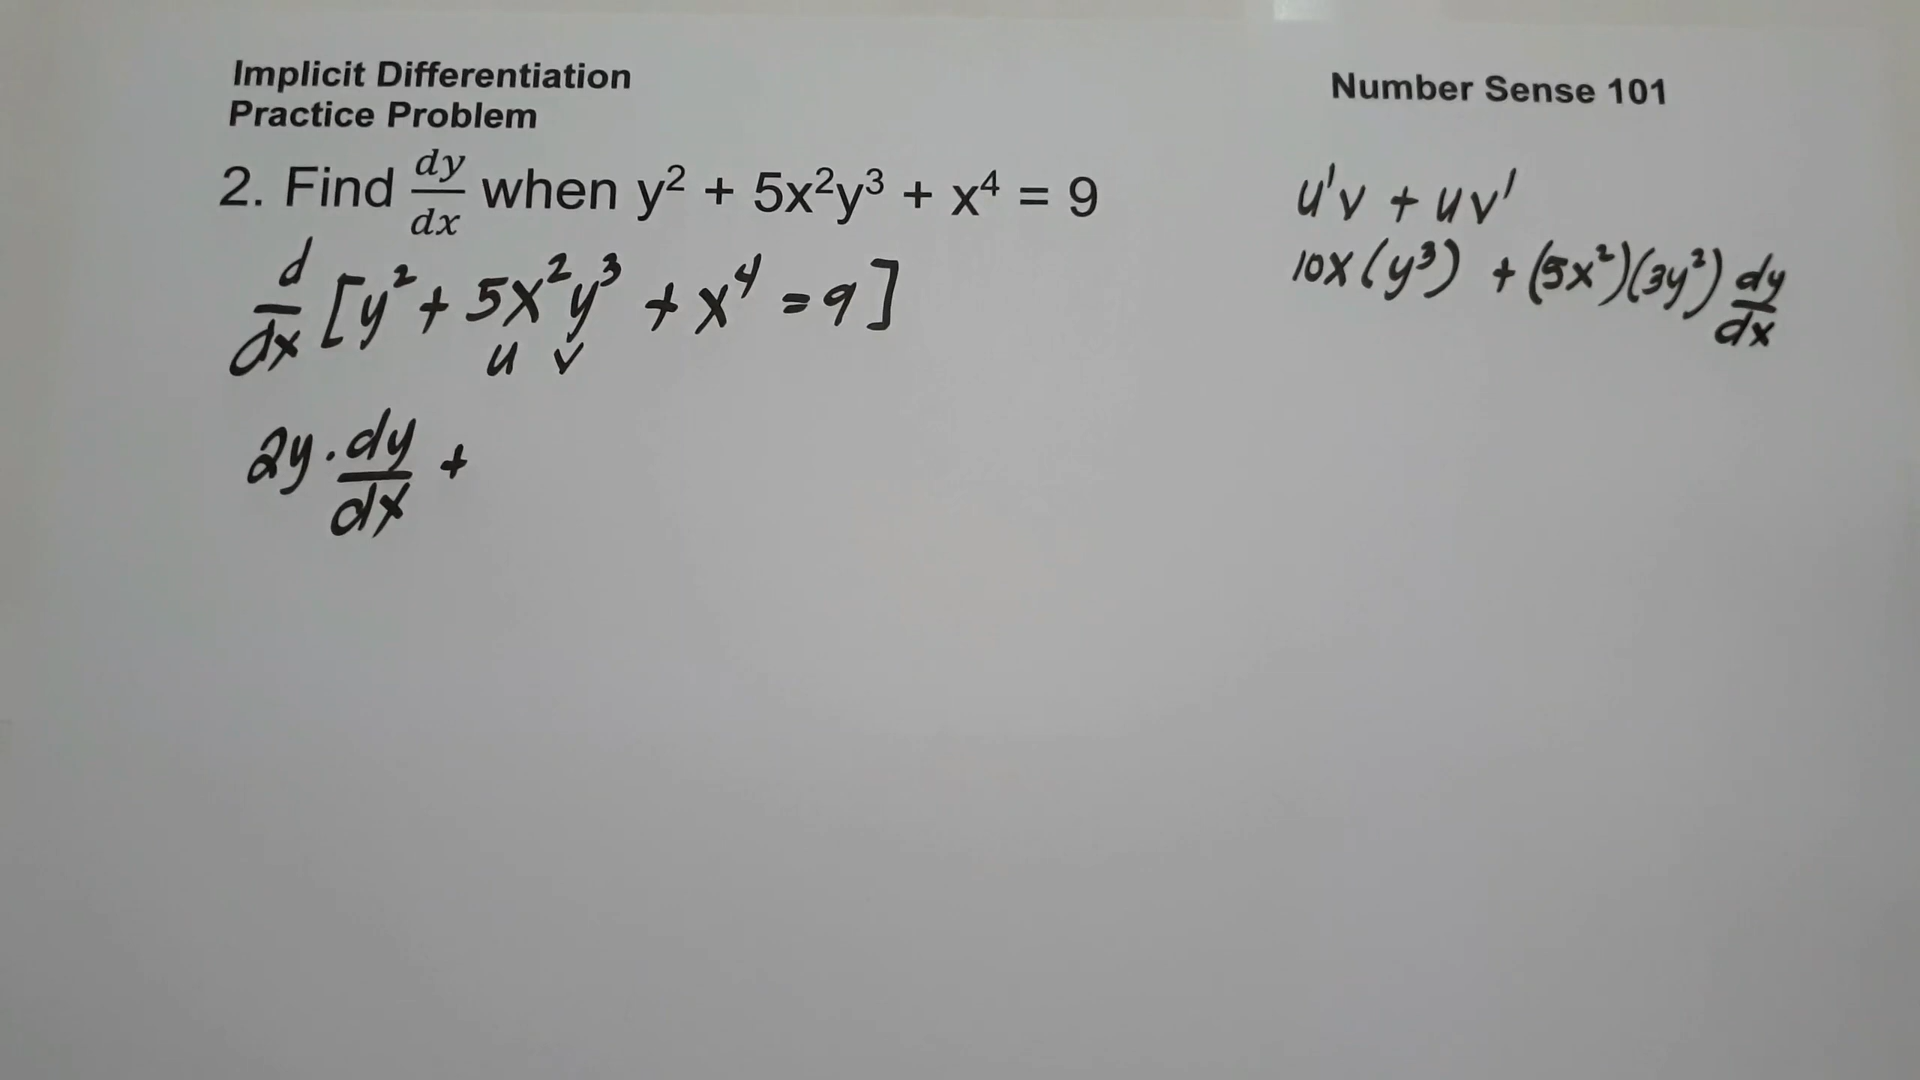 Implicit Differentiation
Practice Problem
Number Sense 101
2. Find dy/dx when y² + 5x²y³ + x⁴ = 9
d/dx [y² + 5x²y³ + x⁴ = 9]
u v
2y · dy/dx +
u'v + uv'
10x(y³) + (5x²)(3y²) dy/dx